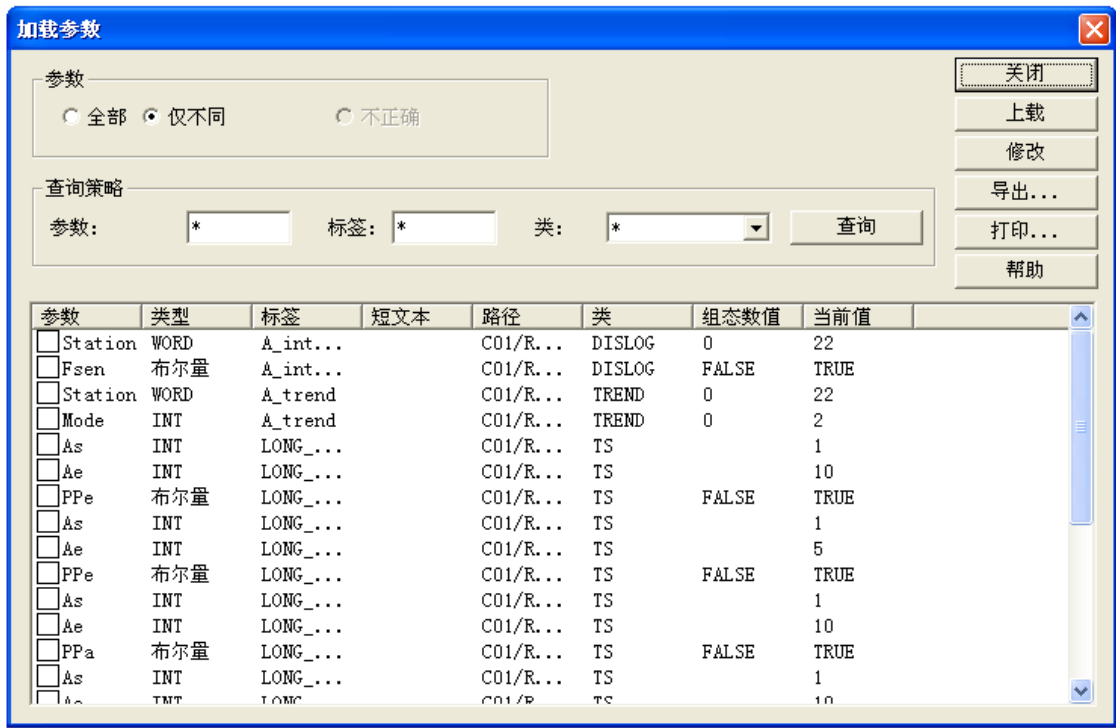 加载参数
参数
全部 仅不同 不正确
查询策略
参数: * 标签: * 类: * 查询
关闭
上载
修改
导出...
打印...
帮助
参数 类型 标签 短文本 路径 类 组态数值 当前值
Station WORD A_int... C01/R... DISLOG 0 22
Fsen 布尔量 A_int... C01/R... DISLOG FALSE TRUE
Station WORD A_trend C01/R... TREND 0 22
Mode INT A_trend C01/R... TREND 0 2
As INT LONG_... C01/R... TS 1
Ae INT LONG_... C01/R... TS 10
PPe 布尔量 LONG_... C01/R... TS FALSE TRUE
As INT LONG_... C01/R... TS 1
Ae INT LONG_... C01/R... TS 5
PPe 布尔量 LONG_... C01/R... TS FALSE TRUE
As INT LONG_... C01/R... TS 1
Ae INT LONG_... C01/R... TS 10
PPa 布尔量 LONG_... C01/R... TS FALSE TRUE
As INT LONG_... C01/R... TS 1